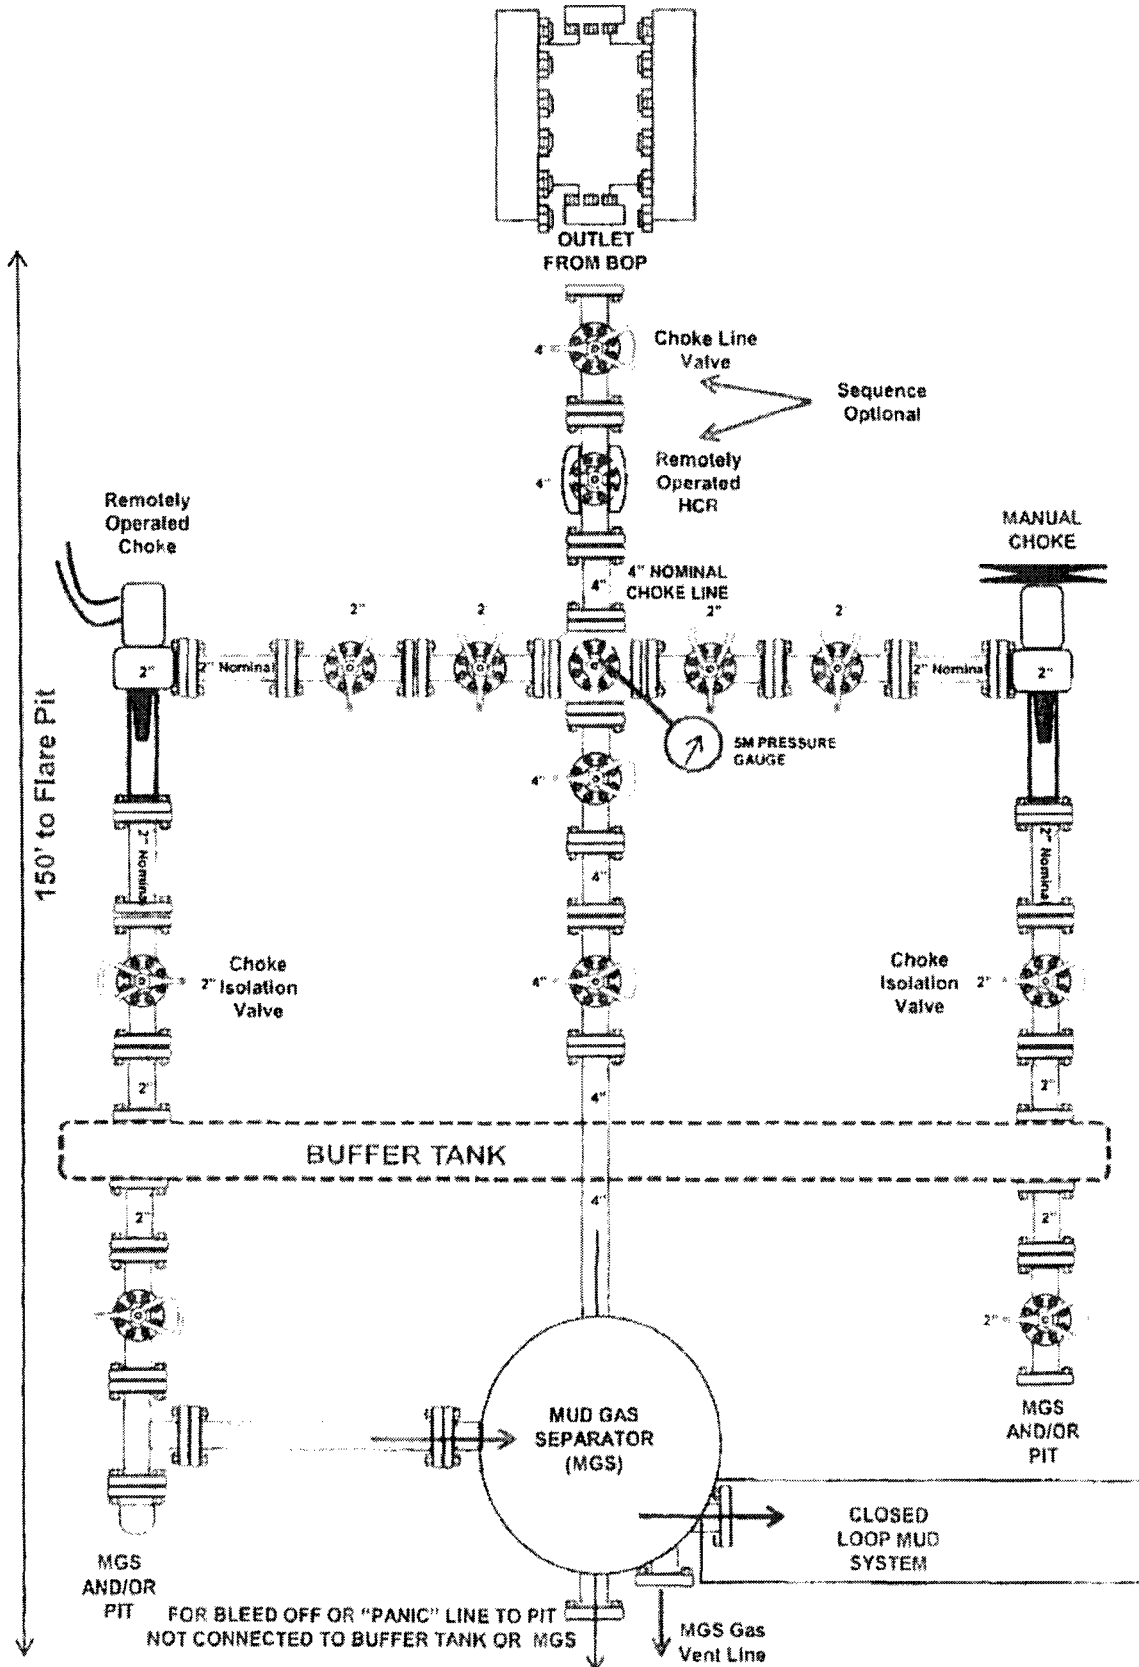 OUTLET
FROM BOP
4"
Choke Line
Valve
Sequence
Optional
4"
Remotely
Operated
HCR
Remotely
Operated
Choke
MANUAL
CHOKE
4"
4" NOMINAL
CHOKE LINE
2"
2"
2"
2"
2"
2" Nominal
2" Nominal
2"
5M PRESSURE
GAUGE
4"
150' to Flare Pit
2" Nominal
4"
2" Nominal
2"
Choke
Isolation
Valve
4"
Choke
Isolation
Valve
2"
2"
4"
2"
BUFFER TANK
2"
4"
2"
2"
MUD GAS
SEPARATOR
(MGS)
MGS
AND/OR
PIT
CLOSED
LOOP MUD
SYSTEM
MGS
AND/OR
PIT
FOR BLEED OFF OR "PANIC" LINE TO PIT
NOT CONNECTED TO BUFFER TANK OR MGS
MGS Gas
Vent Line